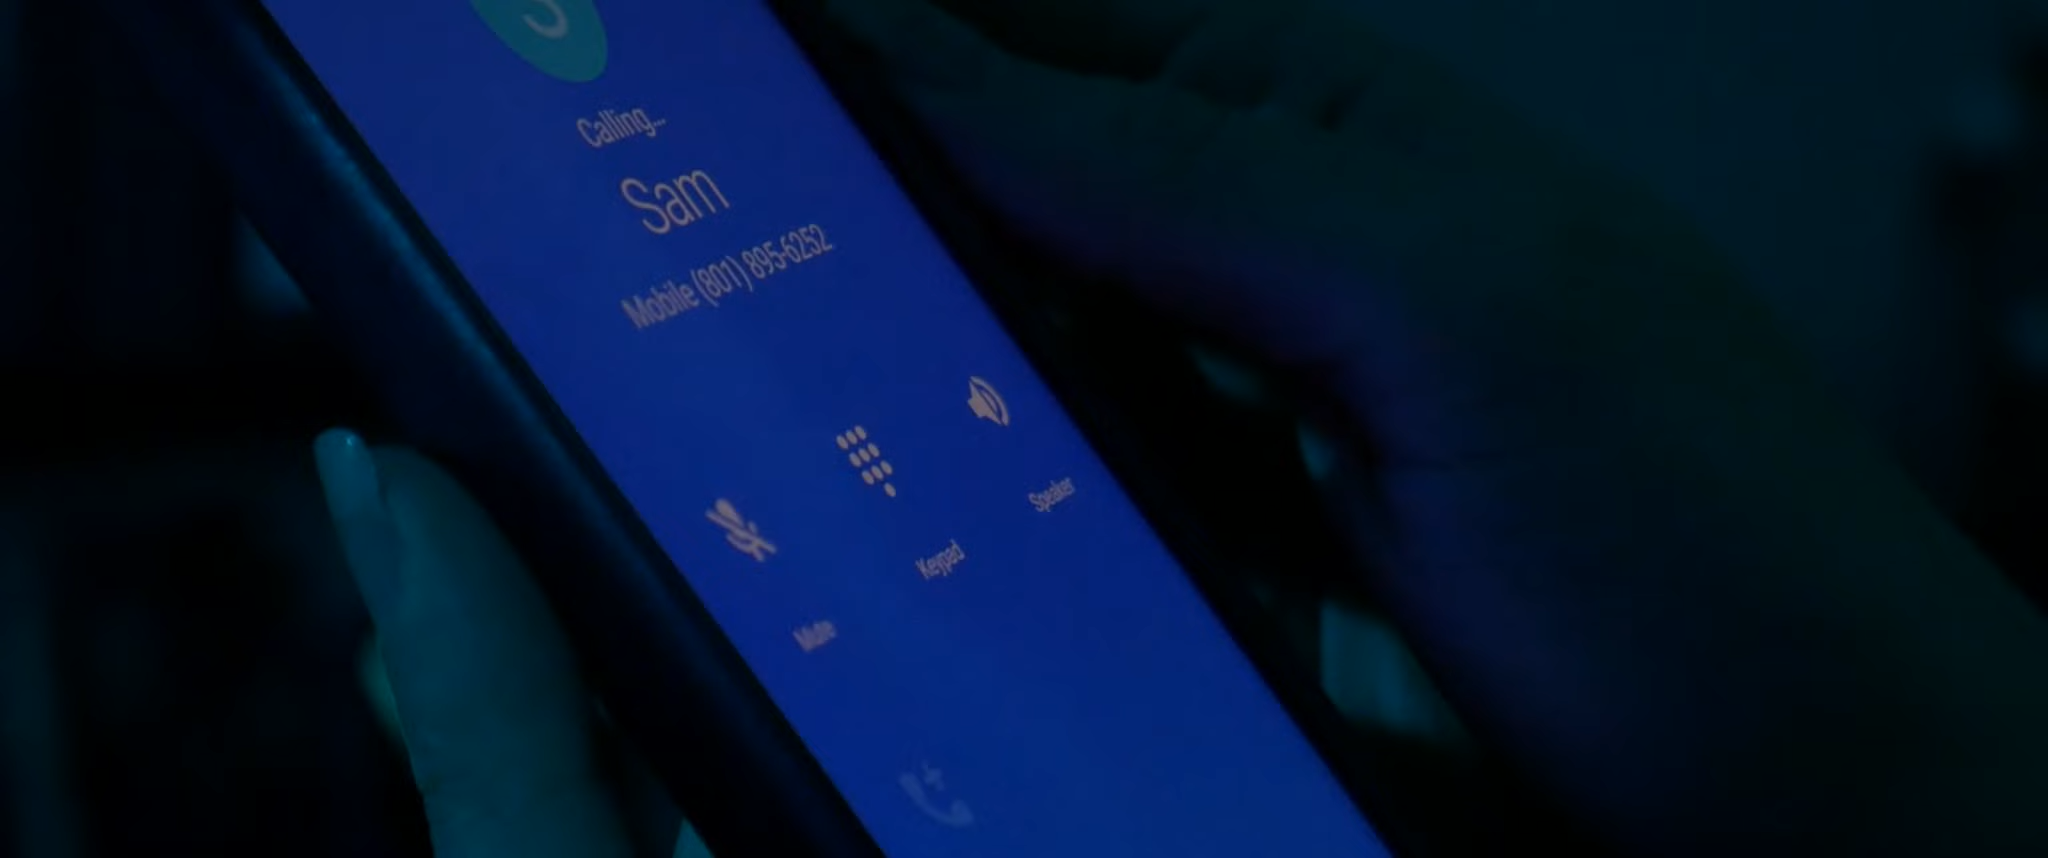 S
Calling...
Sam
Mobile (801) 895-6252
Mute
Keypad
Speaker